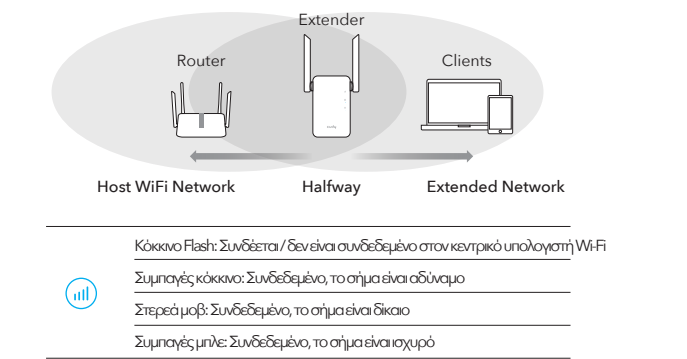 Extender
Router
Clients
Host WiFi Network
Halfway
Extended Network
Κόκκινο Flash: Συνδέεται / δεν είναι συνδεδεμένο στον κεντρικό υπολογιστή Wi-Fi
Συμπαγές κόκκινο: Συνδεδεμένο, το σήμα είναι αδύναμο
Στερεά μοβ: Συνδεδεμένο, το σήμα είναι δίκαιο
Συμπαγές μπλε: Συνδεδεμένο, το σήμα είναι ισχυρό